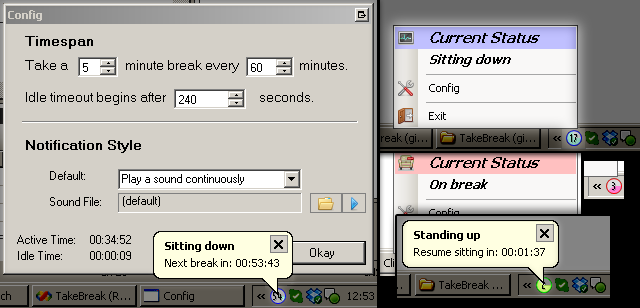 Config
Timespan
Take a 5 minute break every 60 minutes.
Idle timeout begins after 240 seconds.
Notification Style
Default: Play a sound continuously
Sound File: (default)
Active Time: 00:34:52
Idle Time: 00:00:09
Okay
Sitting down
Next break in: 00:53:43
TakeBreak (R...
Config
<< 54
12:53
Current Status
Sitting down
Config
Exit
reak (gi...
TakeBreak (gi...
<< 17
Current Status
On break
<< 3
Config
Standing up
Resume sitting in: 00:01:37
TakeBreak ...
<<